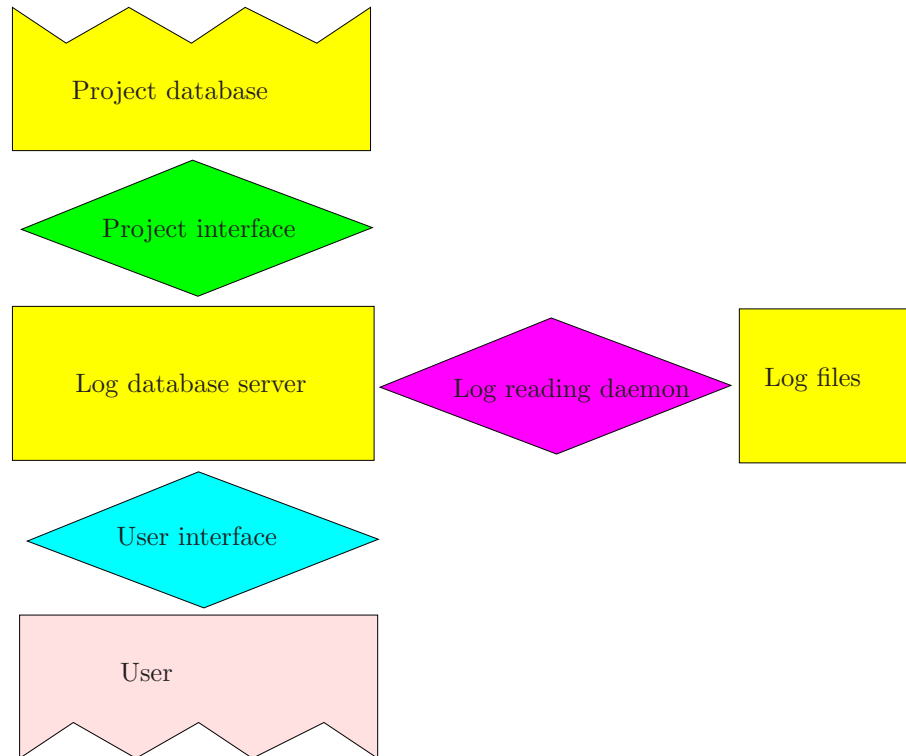 Project database
Project interface
Log database server
Log reading daemon
Log files
User interface
User